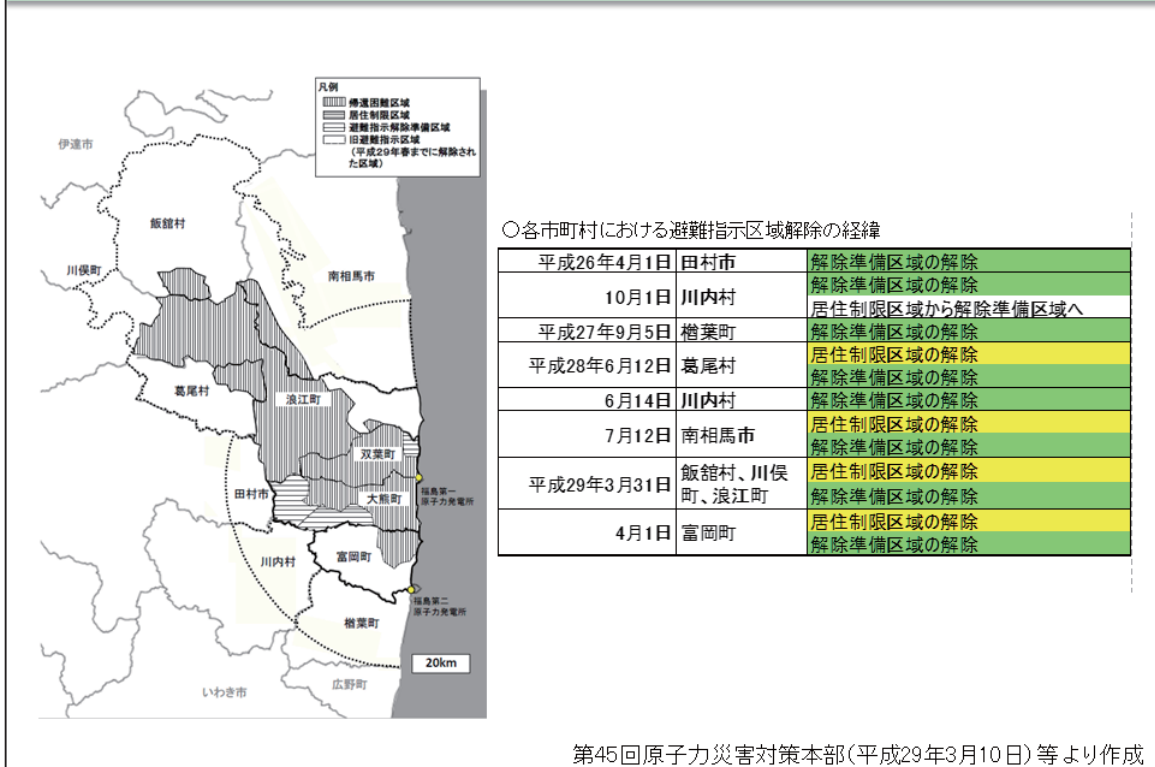 凡例
帰還困難区域
居住制限区域
避難指示解除準備区域
旧避難指示区域
(平成29年春までに解除され
た区域)
伊達市
飯舘村
川俣町
南相馬市
葛尾村
浪江町
双葉町
田村市
大熊町
福島第一
原子力発電所
川内村
富岡町
福島第二
原子力発電所
楢葉町
20km
いわき市
広野町
○各市町村における避難指示区域解除の経緯
平成26年4月1日 田村市 解除準備区域の解除
10月1日 川内村 解除準備区域の解除
居住制限区域から解除準備区域へ
平成27年9月5日 楢葉町 解除準備区域の解除
平成28年6月12日 葛尾村 居住制限区域の解除
解除準備区域の解除
6月14日 川内村 解除準備区域の解除
7月12日 南相馬市 居住制限区域の解除
解除準備区域の解除
平成29年3月31日 飯舘村、川俣 居住制限区域の解除
町、浪江町 解除準備区域の解除
4月1日 富岡町 居住制限区域の解除
解除準備区域の解除
第45回原子力災害対策本部(平成29年3月10日)等より作成